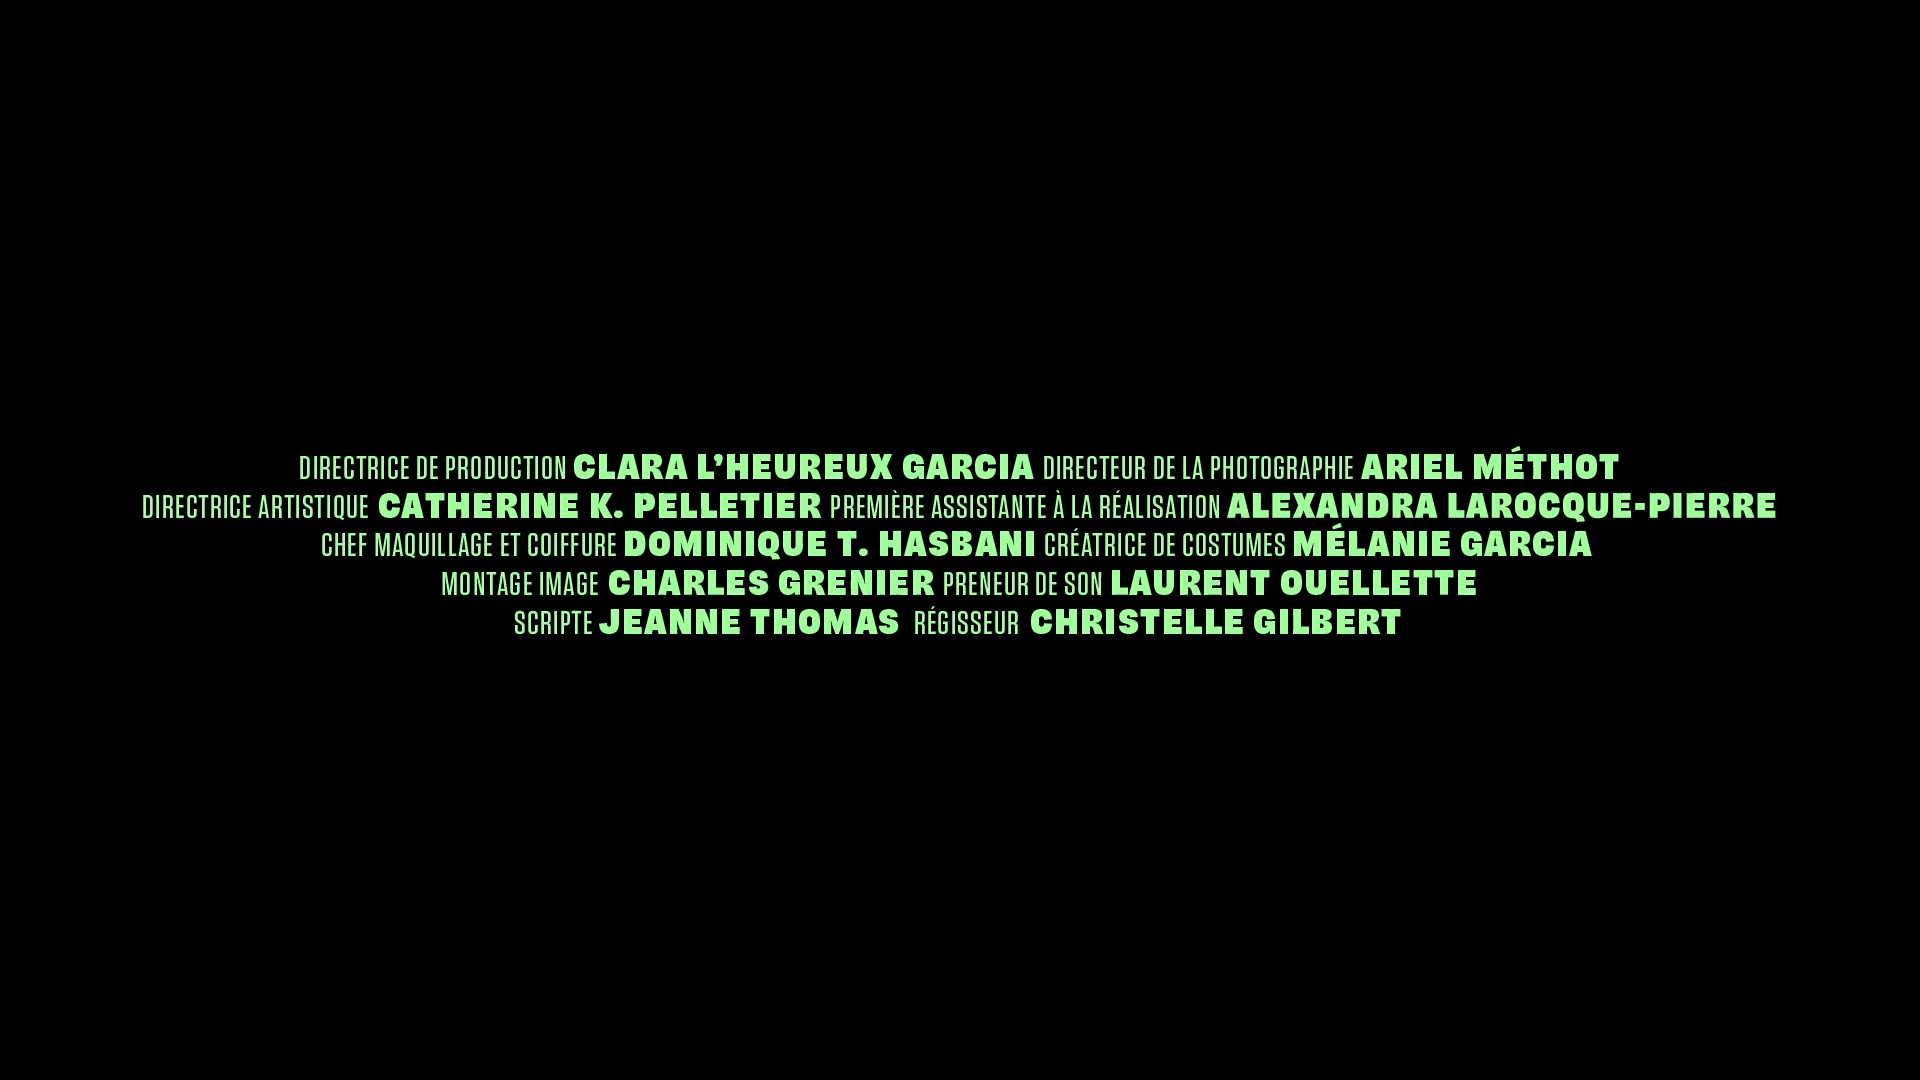 DIRECTRICE DE PRODUCTION CLARA L’HEUREUX GARCIA DIRECTEUR DE LA PHOTOGRAPHIE ARIEL MÉTHOT
DIRECTRICE ARTISTIQUE CATHERINE K. PELLETIER PREMIÈRE ASSISTANTE À LA RÉALISATION ALEXANDRA LAROCQUE-PIERRE
CHEF MAQUILLAGE ET COIFFURE DOMINIQUE T. HASBANI CRÉATRICE DE COSTUMES MÉLANIE GARCIA
MONTAGE IMAGE CHARLES GRENIER PRENEUR DE SON LAURENT OUELLETTE
SCRIPTE JEANNE THOMAS RÉGISSEUR CHRISTELLE GILBERT